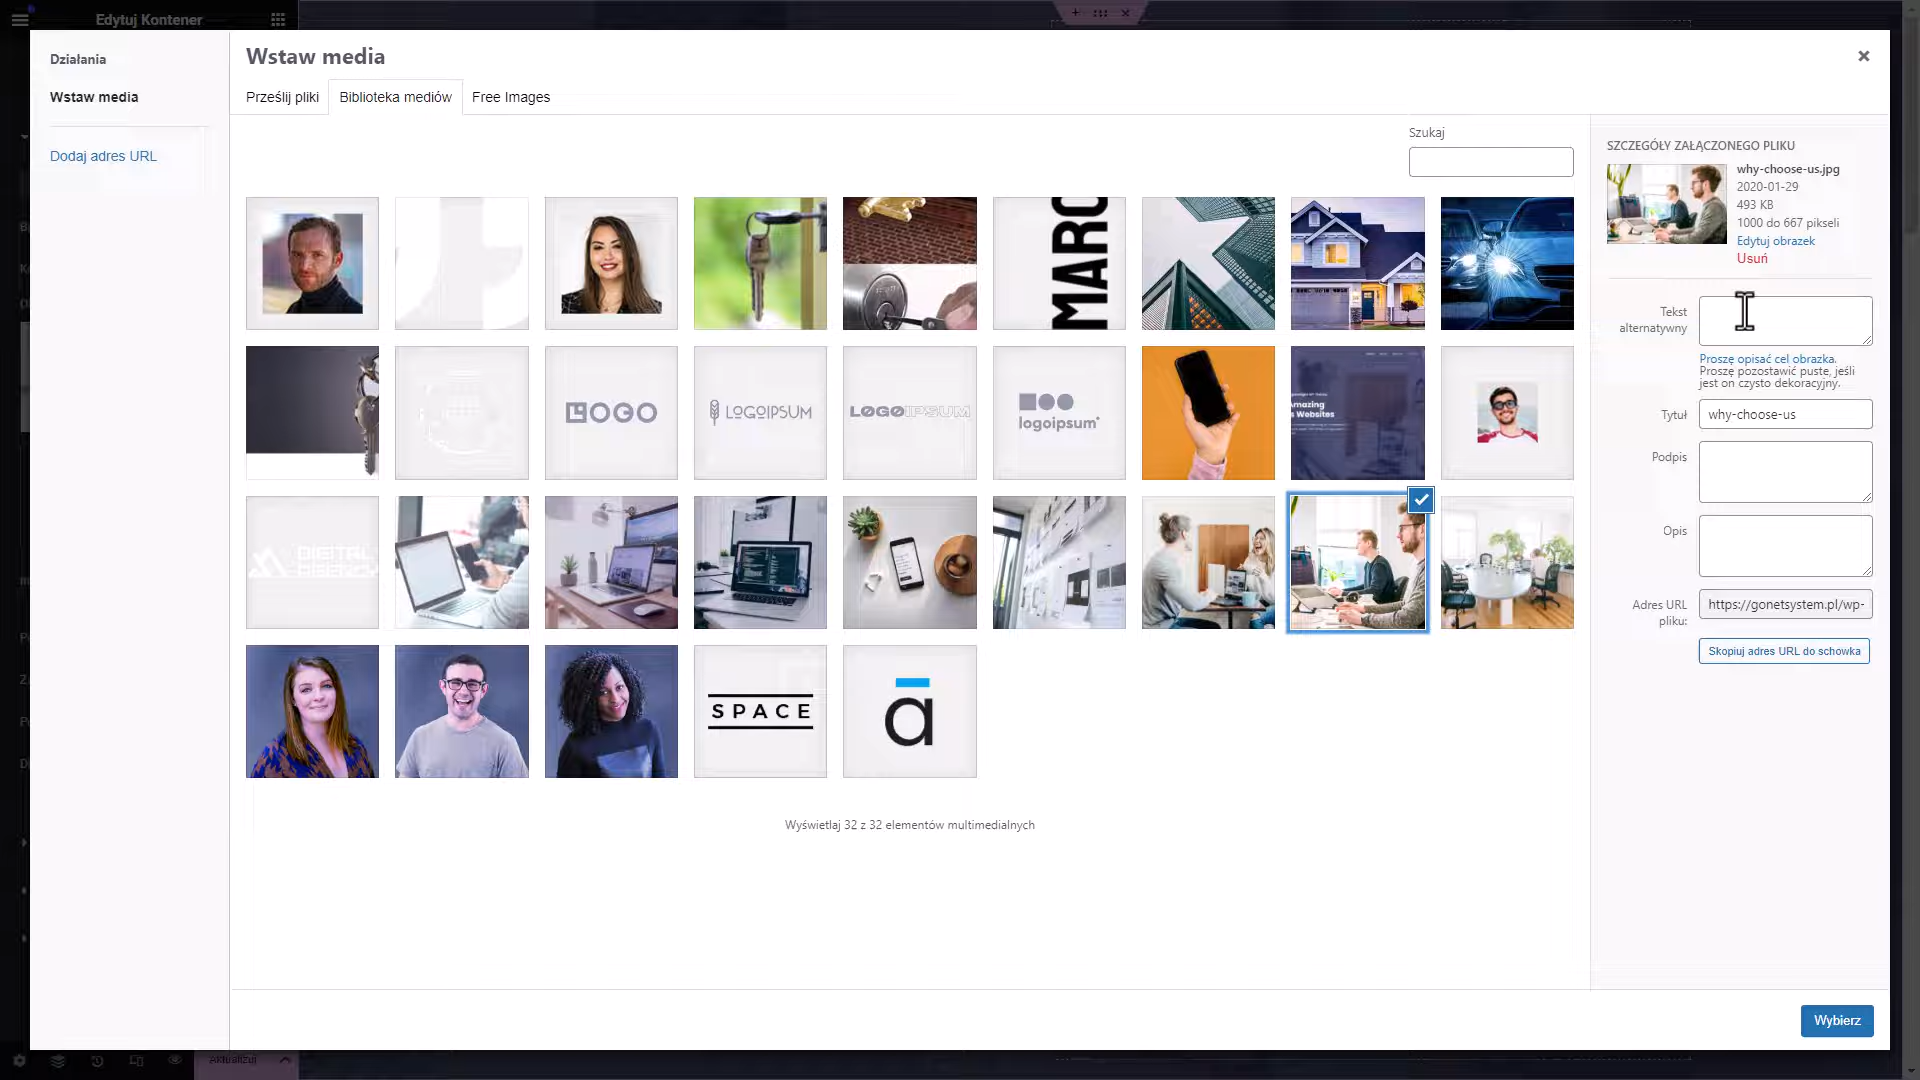 Edytuj Kontener
Działania
Wstaw media
Dodaj adres URL
Wstaw media
Prześlij pliki
Biblioteka mediów
Free Images
Szukaj
MARC
LOGO
LOGOIPSUM
LOGOIPSUM
logoipsum
Amazing
s Websites
DIGITAL
SPACE
a
Wyświetlaj 32 z 32 elementów multimedialnych
SZCZEGÓŁY ZAŁĄCZONEGO PLIKU
why-choose-us.jpg
2020-01-29
493 KB
1000 do 667 pikseli
Edytuj obrazek
Usuń
Tekst
alternatywny
Proszę opisać cel obrazka.
Proszę pozostawić puste, jeśli
jest on czysto dekoracyjny.
Tytuł
why-choose-us
Podpis
Opis
Adres URL
pliku:
https://gonetsystem.pl/wp-
Skopiuj adres URL do schowka
Wybierz
Aktualizuj